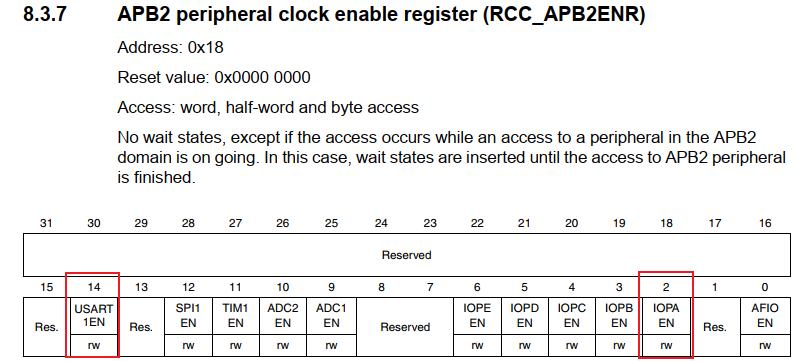 8.3.7 APB2 peripheral clock enable register (RCC_APB2ENR)
Address: 0x18
Reset value: 0x0000 0000
Access: word, half-word and byte access
No wait states, except if the access occurs while an access to a peripheral in the APB2
domain is on going. In this case, wait states are inserted until the access to APB2 peripheral
is finished.
31 30 29 28 27 26 25 24 23 22 21 20 19 18 17 16
Reserved
15 14 13 12 11 10 9 8 7 6 5 4 3 2 1 0
Res. USART 1EN Res. SPI1 EN TIM1 EN ADC2 EN ADC1 EN Reserved IOPE EN IOPD EN IOPC EN IOPB EN IOPA EN Res. AFIO EN
rw rw rw rw rw rw rw rw rw rw rw